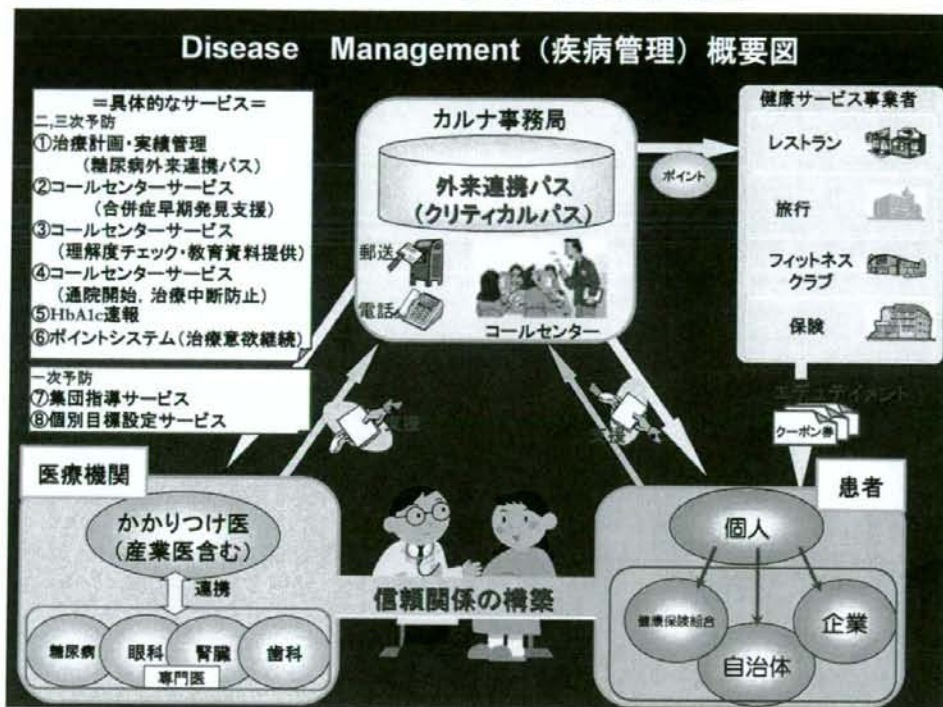 Disease Management（疾病管理）概要図
＝具体的なサービス＝
二，三次予防
①治療計画・実績管理
（糖尿病外来連携パス）
②コールセンターサービス
（合併症早期発見支援）
③コールセンターサービス
（理解度チェック・教育資料提供）
④コールセンターサービス
（通院開始，治療中断防止）
⑤HbA1c速報
⑥ポイントシステム（治療意欲継続）
一次予防
⑦集団指導サービス
⑧個別目標設定サービス
カルナ事務局
外来連携パス
（クリティカルパス）
郵送
電話
コールセンター
ポイント
健康サービス事業者
レストラン
旅行
フィットネス
クラブ
保険
クーポン券
支援
支援
医療機関
かかりつけ医
（産業医含む）
連携
糖尿病
眼科
腎臓
歯科
専門医
信頼関係の構築
患者
個人
健康保険組合
自治体
企業